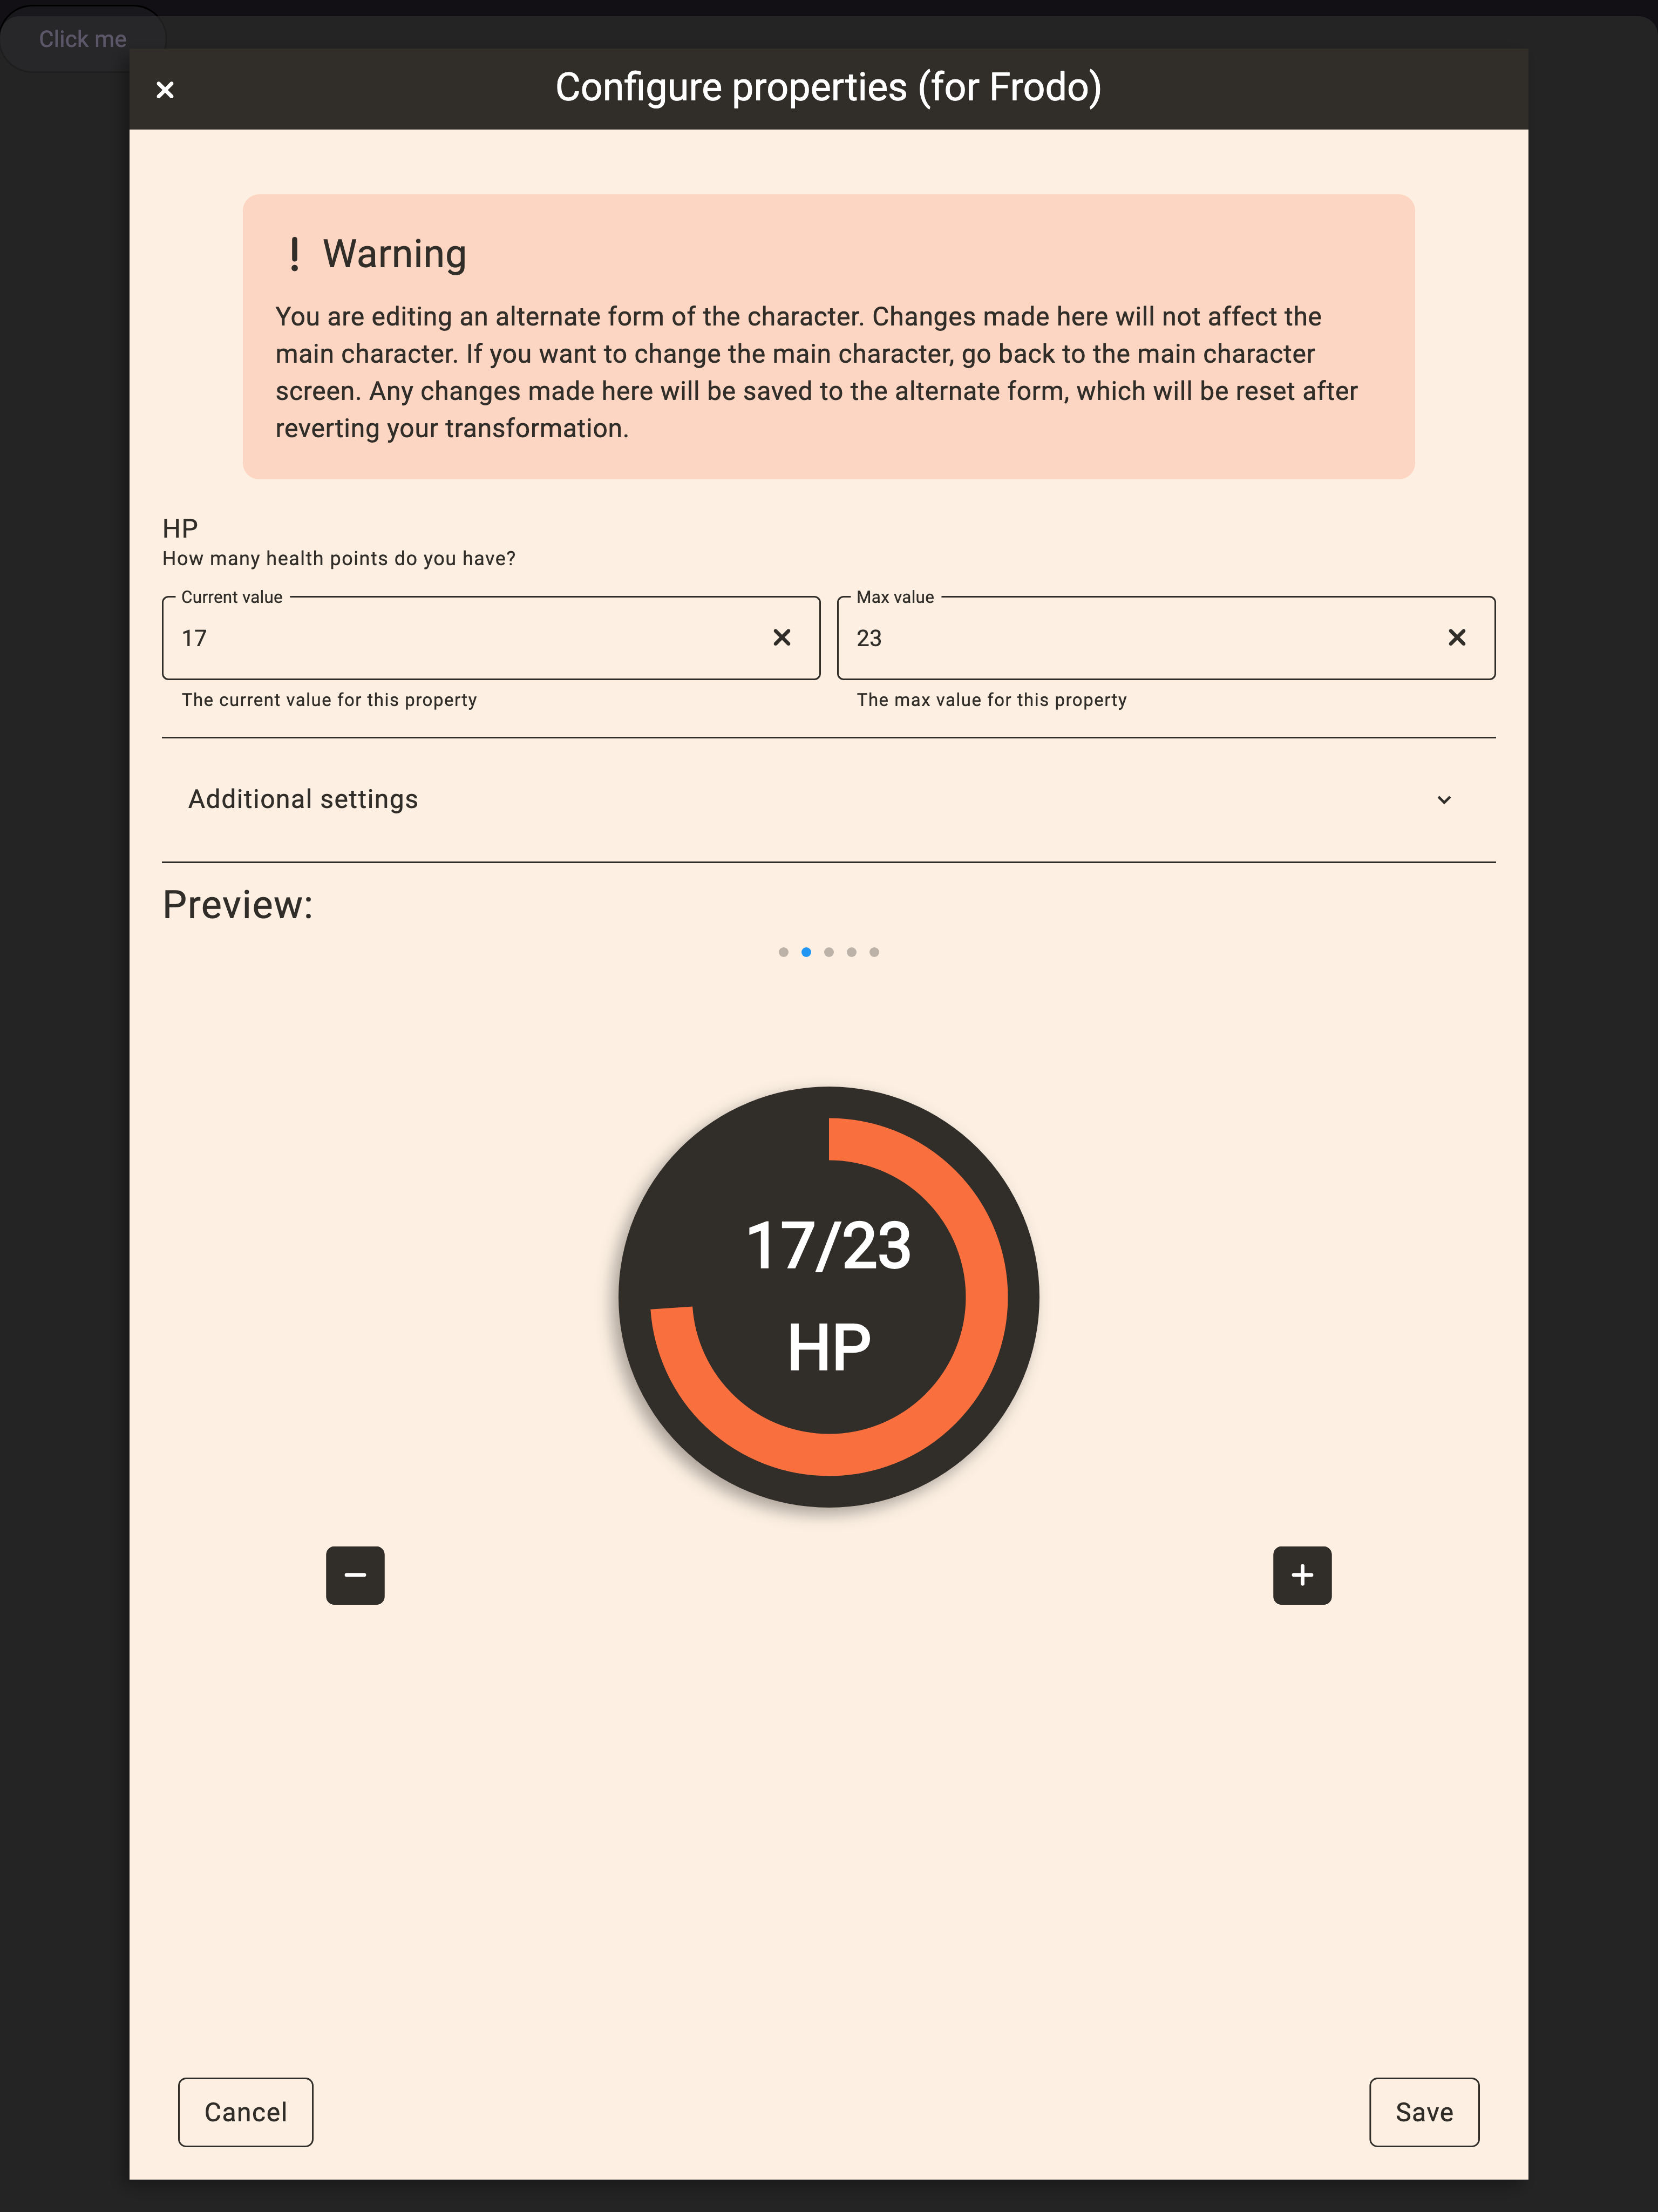 Click me
Configure properties (for Frodo)
Warning
You are editing an alternate form of the character. Changes made here will not affect the
main character. If you want to change the main character, go back to the main character
screen. Any changes made here will be saved to the alternate form, which will be reset after
reverting your transformation.
HP
How many health points do you have?
Current value
17
The current value for this property
Max value
23
The max value for this property
Additional settings
Preview:
17/23
HP
Cancel
Save